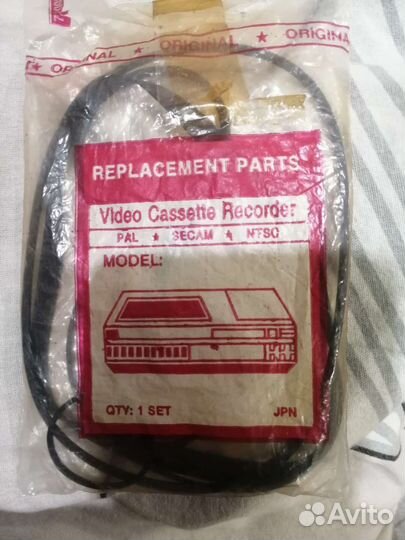 ORIGINAL ★ ORIGINAL ★ ORIGINAL
REPLACEMENT PARTS
Video Cassette Recorder
PAL ★ SECAM ★ NTSC
MODEL:
QTY: 1 SET JPN
Avito